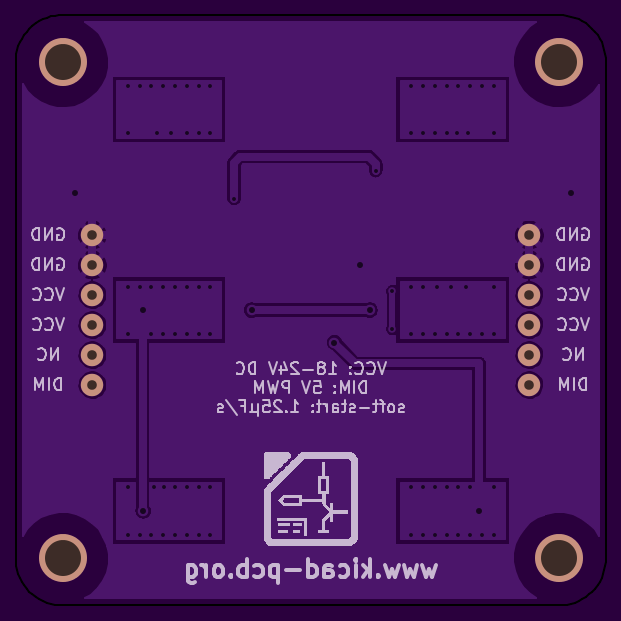 GND GND
GND GND
VCC VCC
VCC VCC
NC NC
DIM DIM
VCC: 18-24V DC
DIM: 5V PWM
soft-start: 1.25µF/s
www.kicad-pcb.org